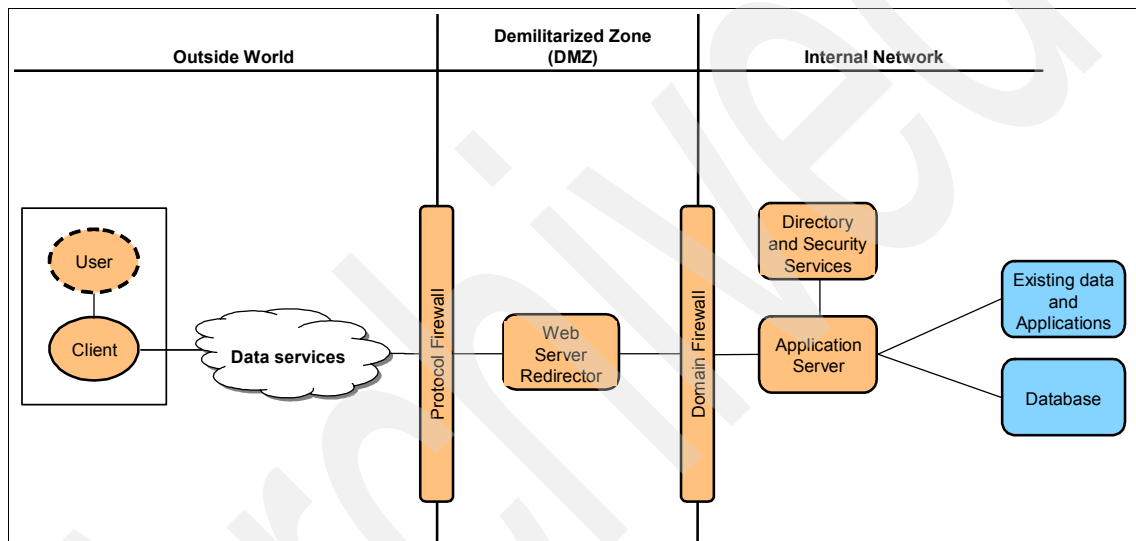 Outside World
Demilitarized Zone
(DMZ)
Internal Network
User
Client
Data services
Protocol Firewall
Web
Server
Redirector
Domain Firewall
Directory
and Security
Services
Application
Server
Existing data
and
Applications
Database
Archived